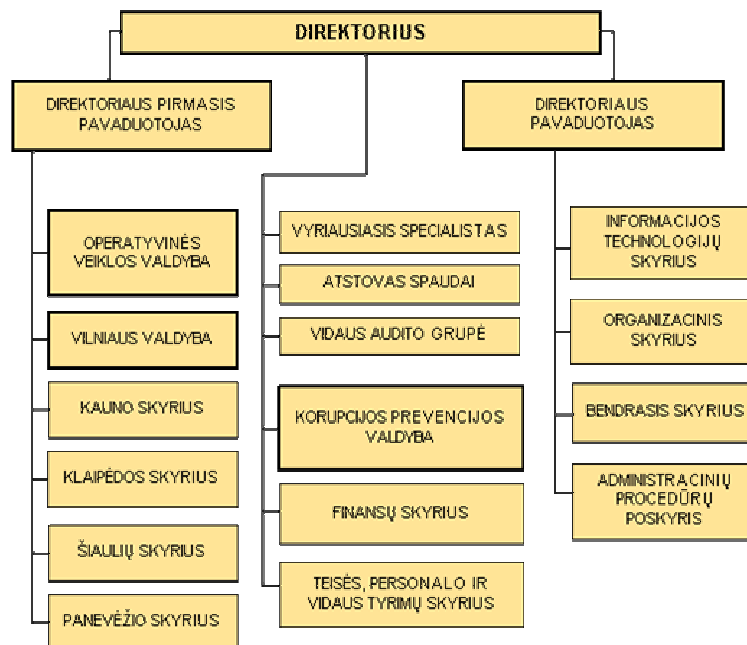 DIREKTORIUS
DIREKTORIAUS PIRMASIS
PAVADUOTOJAS
DIREKTORIAUS
PAVADUOTOJAS
OPERATYVINĖS
VEIKLOS VALDYBA
VILNIAUS VALDYBA
KAUNO SKYRIUS
KLAIPĖDOS SKYRIUS
ŠIAULIŲ SKYRIUS
PANEVĖŽIO SKYRIUS
VYRIAUSIASIS SPECIALISTAS
ATSTOVAS SPAUDAI
VIDAUS AUDITO GRUPĖ
KORUPCIJOS PREVENCIJOS
VALDYBA
FINANSŲ SKYRIUS
TEISĖS, PERSONALO IR
VIDAUS TYRIMŲ SKYRIUS
INFORMACIJOS
TECHNOLOGIJŲ
SKYRIUS
ORGANIZACINIS
SKYRIUS
BENDRASIS SKYRIUS
ADMINISTRACINIŲ
PROCEDŪRŲ
POSKYRIS